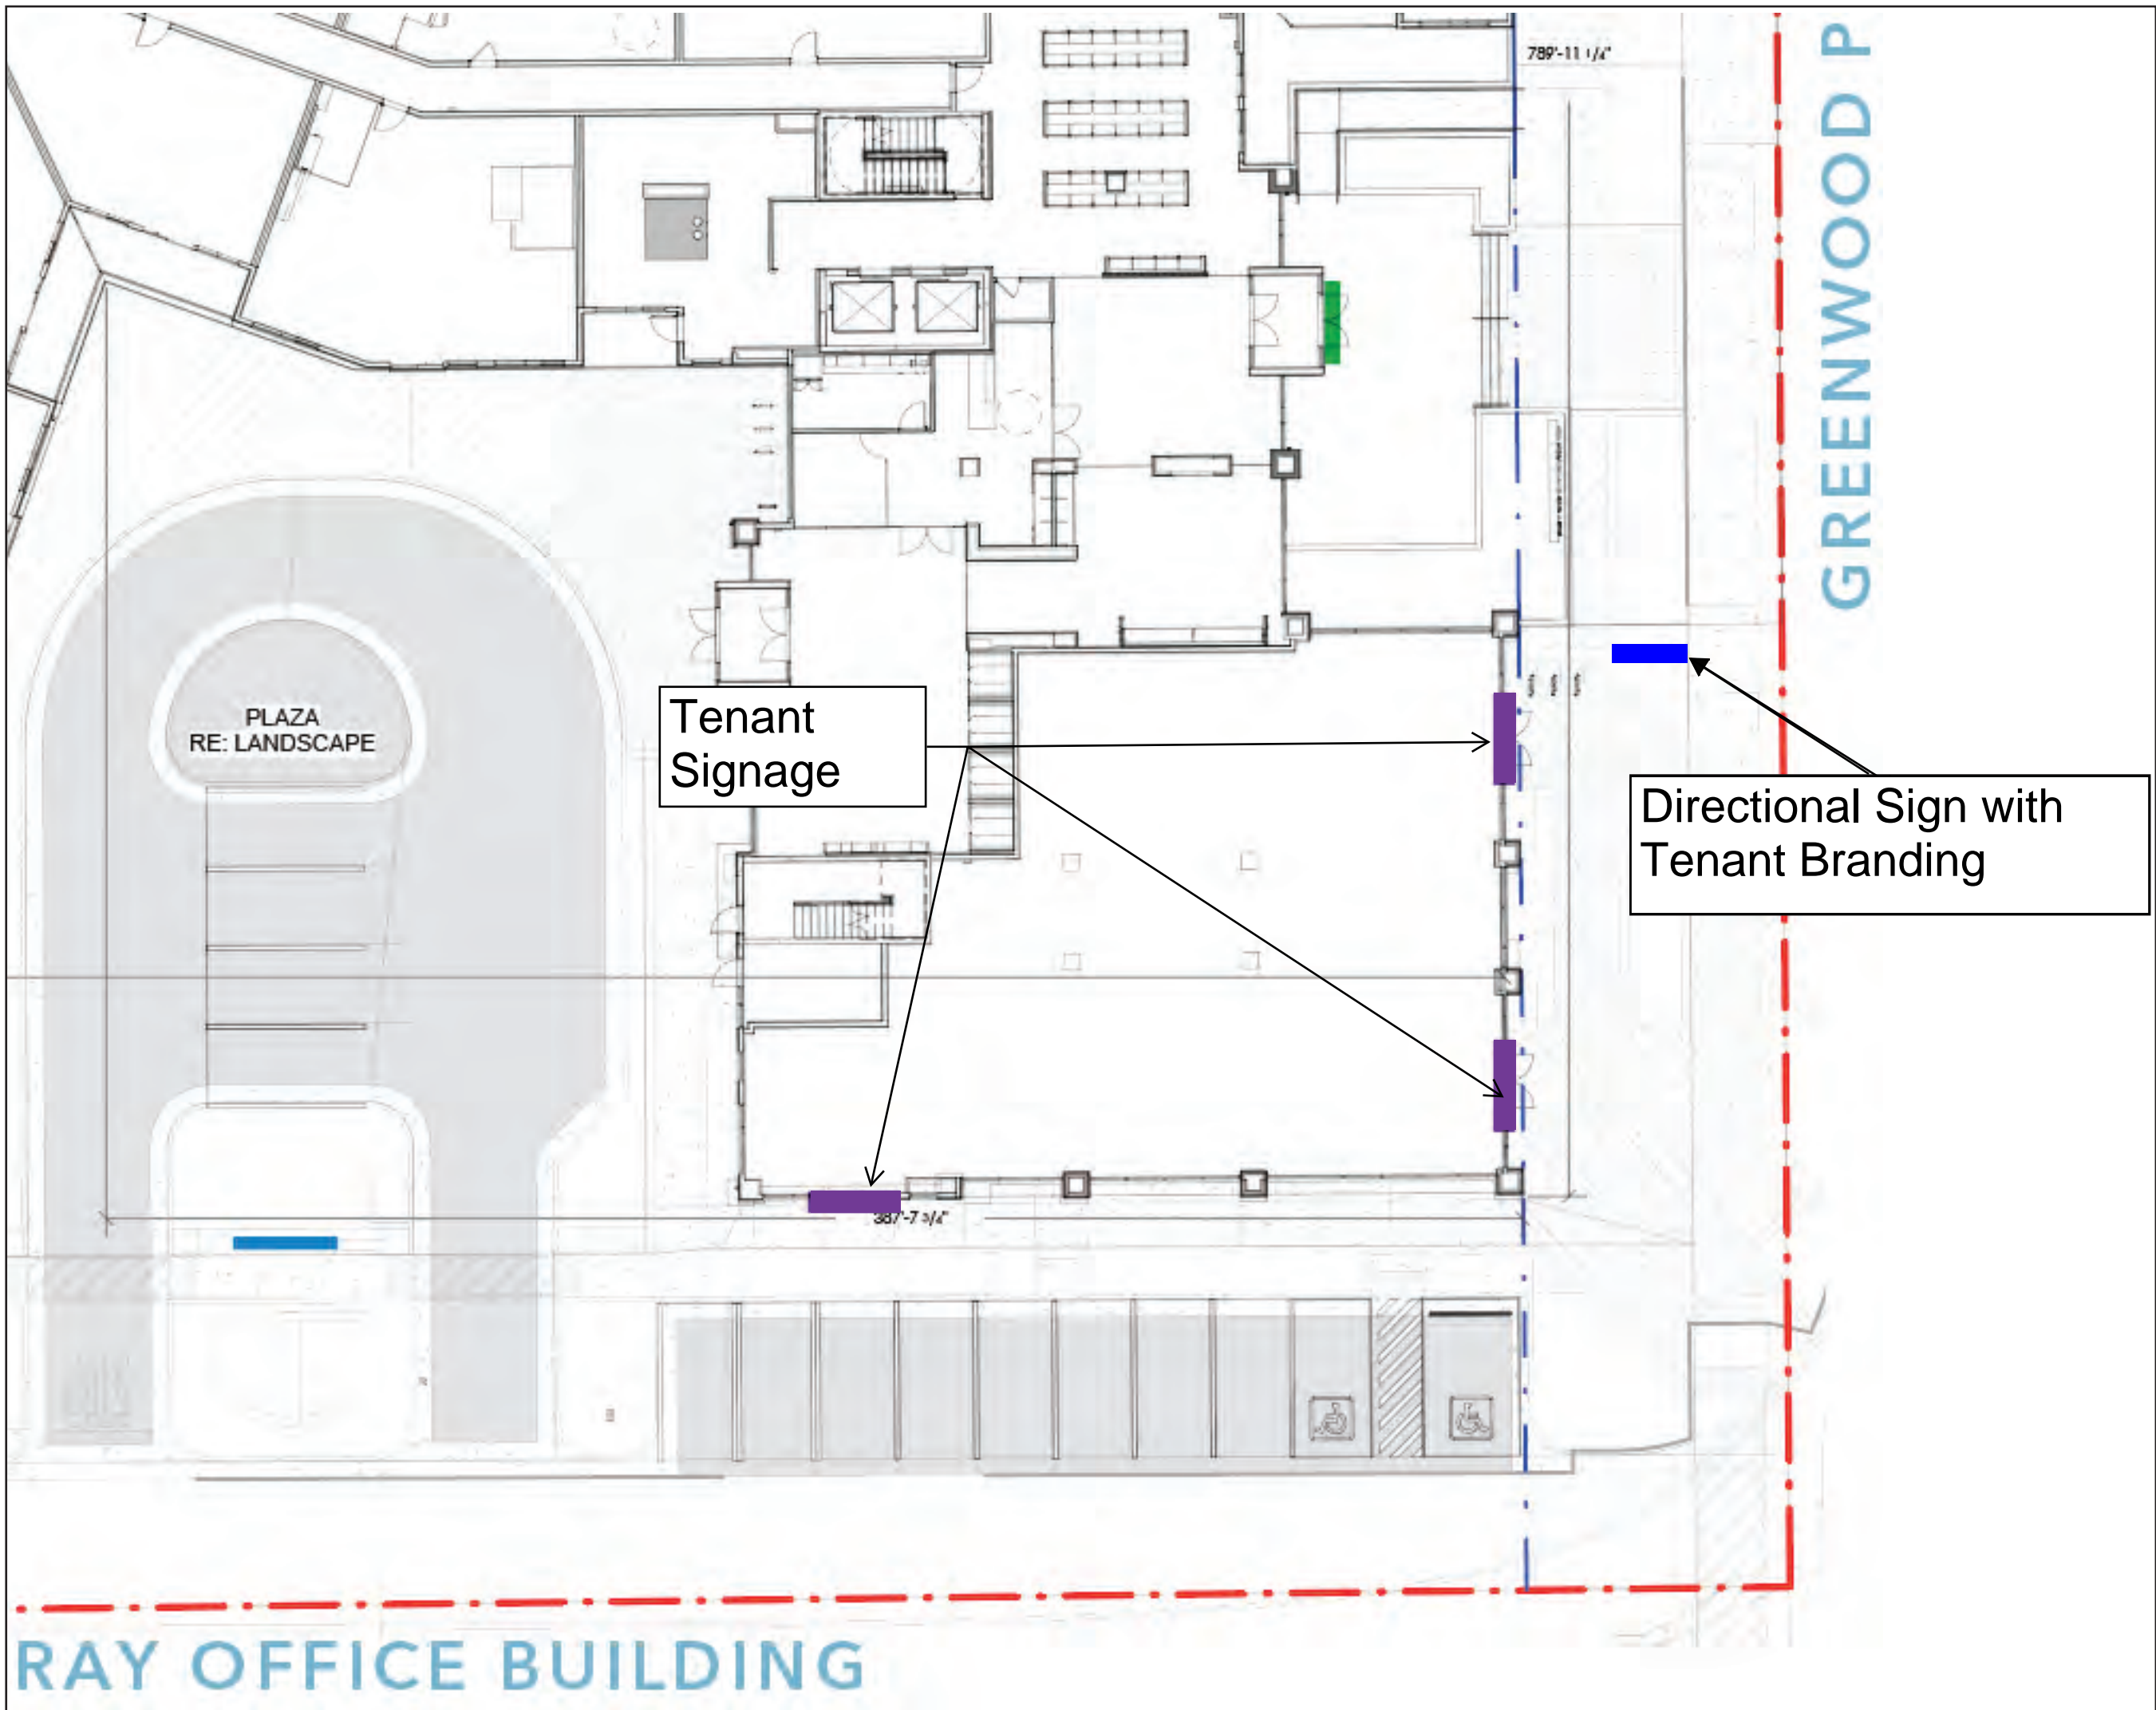 789'-11 1/4"
GREENWOOD P
PLAZA
RE: LANDSCAPE
Tenant
Signage
Directional Sign with
Tenant Branding
387'-7 3/4"
RAY OFFICE BUILDING